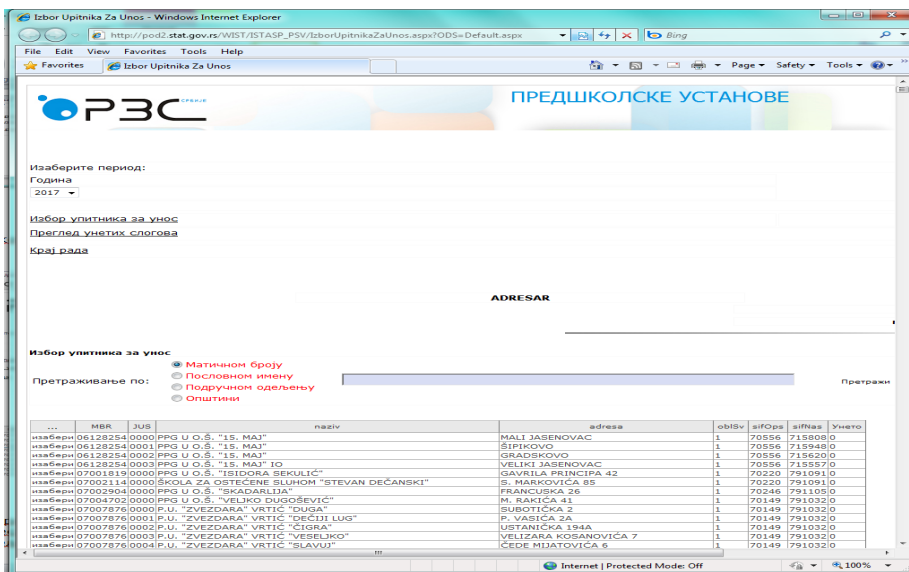 Izbor Upitnika Za Unos - Windows Internet Explorer
http://pod2.stat.gov.rs/WIST/ISTASP_PSV/IzborUpitnikaZaUnos.aspx?ODS=Default.aspx
Bing
File Edit View Favorites Tools Help
Favorites Izbor Upitnika Za Unos Page Safety Tools
РЗС СРБИЈЕ ПРЕДШКОЛСКЕ УСТАНОВЕ
Изаберите период:
Година
2017
Избор упитника за унос
Преглед унетих слогова
Крај рада
ADRESAR
Избор упитника за унос
Претраживање по:
Матичном броју
Пословном имену
Подручном одељењу
Општини
Претражи
... MBR JUS naziv adresa oblSv sifOps sifNas Унето
изабери 06128254 0000 PPG U O.Š. "15. MAJ" MALI JASENOVAC 1 70556 715808 0
изабери 06128254 0001 PPG U O.Š. "15. MAJ" ŠIPIKOVO 1 70556 715948 0
изабери 06128254 0002 PPG U O.Š. "15. MAJ" GRADSKOVO 1 70556 715620 0
изабери 06128254 0003 PPG U O.Š. "15. MAJ" IO VELIKI JASENOVAC 1 70556 715557 0
изабери 07001819 0000 PPG U O.Š. "ISIDORA SEKULIĆ" GAVRILA PRINCIPA 42 1 70220 791091 0
изабери 07002114 0000 ŠKOLA ZA OSTEĆENE SLUHOM "STEVAN DEČANSKI" S. MARKOVIĆA 85 1 70220 791091 0
изабери 07002904 0000 PPG U O.Š. "SKADARLIJA" FRANCUSKA 26 1 70246 791105 0
изабери 07004702 0000 PPG U O.Š. "VELJKO DUGOŠEVIĆ" M. RAKIĆA 41 1 70149 791032 0
изабери 07007876 0000 P.U. "ZVEZDARA" VRTIĆ "DUGA" SUBOTIČKA 2 1 70149 791032 0
изабери 07007876 0001 P.U. "ZVEZDARA" VRTIĆ "DEČIJI LUG" P. VASIĆA 2A 1 70149 791032 0
изабери 07007876 0002 P.U. "ZVEZDARA" VRTIĆ "ČIGRA" USTANIČKA 194A 1 70149 791032 0
изабери 07007876 0003 P.U. "ZVEZDARA" VRTIĆ "VESELJKO" VELIZARA KOSANOVIĆA 7 1 70149 791032 0
изабери 07007876 0004 P.U. "ZVEZDARA" VRTIĆ "SLAVUJ" ČEDE MIJATOVIĆA 6 1 70149 791032 0
Internet | Protected Mode: Off 100%